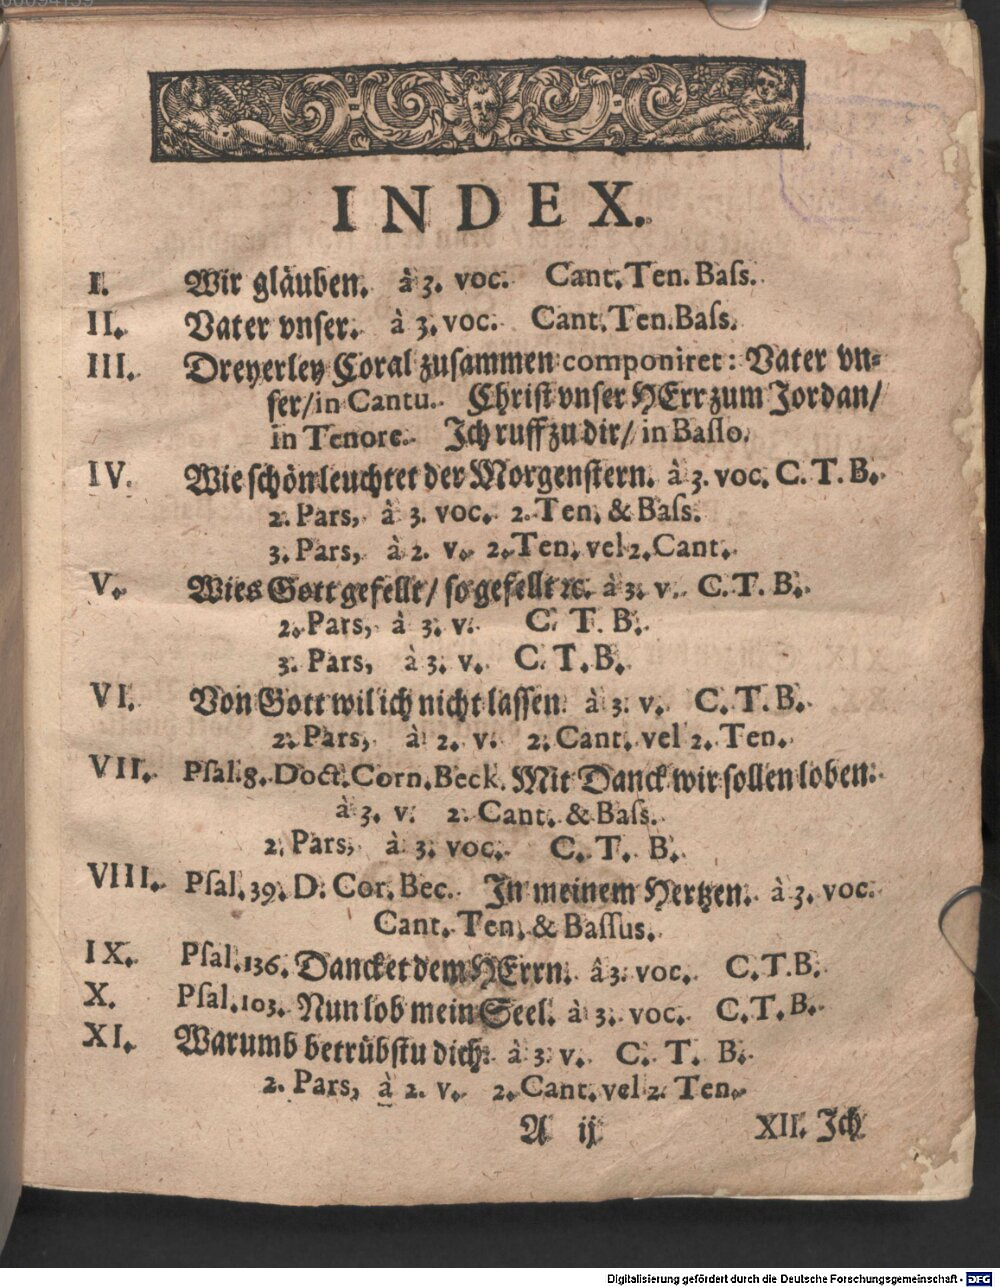 INDEX.
I. Wir gläuben. à 3. voc. Cant. Ten. Baſs.
II. Vater vnſer. à 3. voc. Cant. Ten. Baſs.
III. Dreyerley Coral zuſammen componiret: Vater vn-
ſer/ in Cantu. Chriſt vnſer HErr zum Jordan/
in Tenore. Ich ruff zu dir/ in Baſſo.
IV. Wie ſchön leuchtet der Morgenſtern. à 3. voc. C. T. B.
2. Pars, à 3. voc. 2. Ten. & Baſs.
3. Pars, à 2. v. 2. Ten. vel 2. Cant.
V. Wies Gott gefellt/ ſo gefellt ꝛc. à 3. v. C. T. B.
2. Pars, à 3. v. C. T. B.
3. Pars, à 3. v. C. T. B.
VI. Von Gott wil ich nicht laſſen. à 3. v. C. T. B.
2. Pars, à 2. v. 2. Cant. vel 2. Ten.
VII. Pſal. 8. Doct. Corn. Beck. Mit Danck wir ſollen loben.
à 3. v. 2. Cant. & Baſs.
2. Pars, à 3. voc. C. T. B.
VIII. Pſal. 39. D. Cor. Bec. In meinem Hertzen. à 3. voc.
Cant. Ten. & Baſſus.
IX. Pſal. 136. Dancket dem HErrn. â 3. voc. C. T. B.
X. Pſal. 103. Nun lob mein Seel. à 3. voc. C. T. B.
XI. Warumb betrübſtu dich. à 3. v. C. T. B.
2. Pars, à 2. v. 2. Cant. vel 2. Ten.
A ij XII. Ich
Digitalisierung gefördert durch die Deutsche Forschungsgemeinschaft - DFG